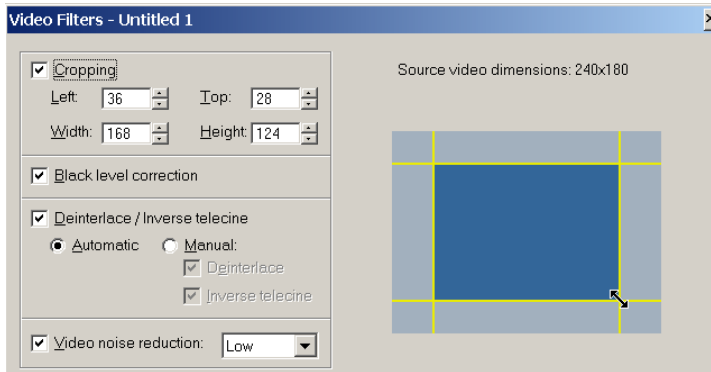 Video Filters - Untitled 1
Cropping
Left: 36 Top: 28
Width: 168 Height: 124
Source video dimensions: 240x180
Black level correction
Deinterlace / Inverse telecine
Automatic Manual:
Deinterlace
Inverse telecine
Video noise reduction: Low